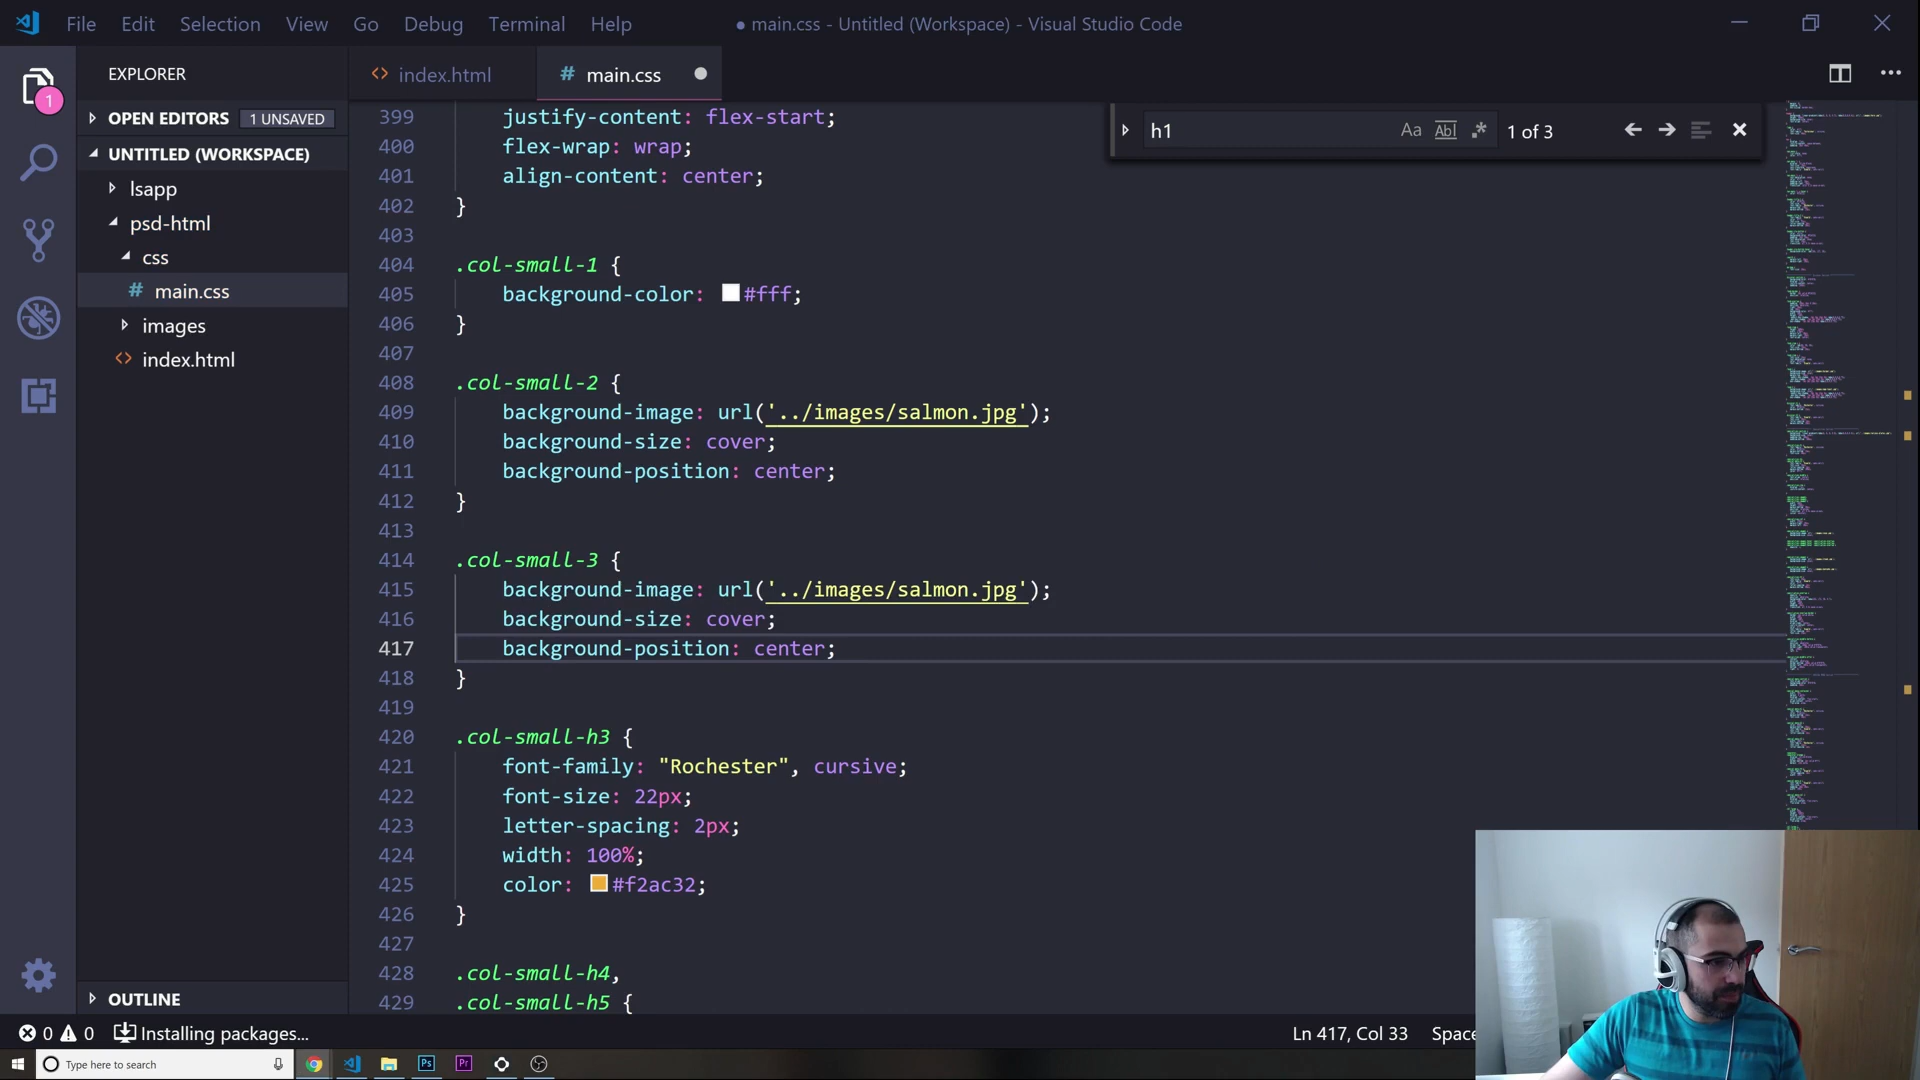 File Edit Selection View Go Debug Terminal Help
● main.css - Untitled (Workspace) - Visual Studio Code
EXPLORER
OPEN EDITORS 1 UNSAVED
UNTITLED (WORKSPACE)
lsapp
psd-html
css
# main.css
images
<> index.html
OUTLINE
1
<> index.html
# main.css
h1
Aa Abl .* 1 of 3
399 justify-content: flex-start;
400 flex-wrap: wrap;
401 align-content: center;
402 }
403
404 .col-small-1 {
405 background-color: #fff;
406 }
407
408 .col-small-2 {
409 background-image: url('../images/salmon.jpg');
410 background-size: cover;
411 background-position: center;
412 }
413
414 .col-small-3 {
415 background-image: url('../images/salmon.jpg');
416 background-size: cover;
417 background-position: center;
418 }
419
420 .col-small-h3 {
421 font-family: "Rochester", cursive;
422 font-size: 22px;
423 letter-spacing: 2px;
424 width: 100%;
425 color: #f2ac32;
426 }
427
428 .col-small-h4,
429 .col-small-h5 {
0 0 Installing packages...
Ln 417, Col 33 Space
Type here to search
Ps Pr